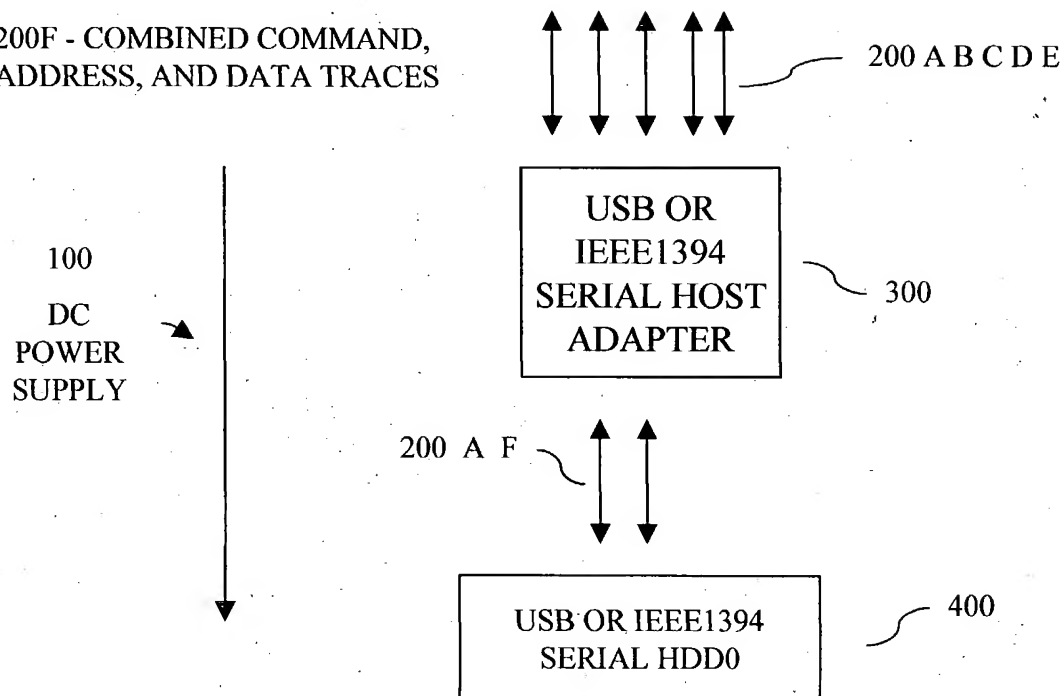 200F - COMBINED COMMAND,
ADDRESS, AND DATA TRACES
200 A B C D E
USB OR
IEEE1394
SERIAL HOST
ADAPTER
300
100
DC
POWER
SUPPLY
200 A F
USB OR IEEE1394
SERIAL HDD0
400